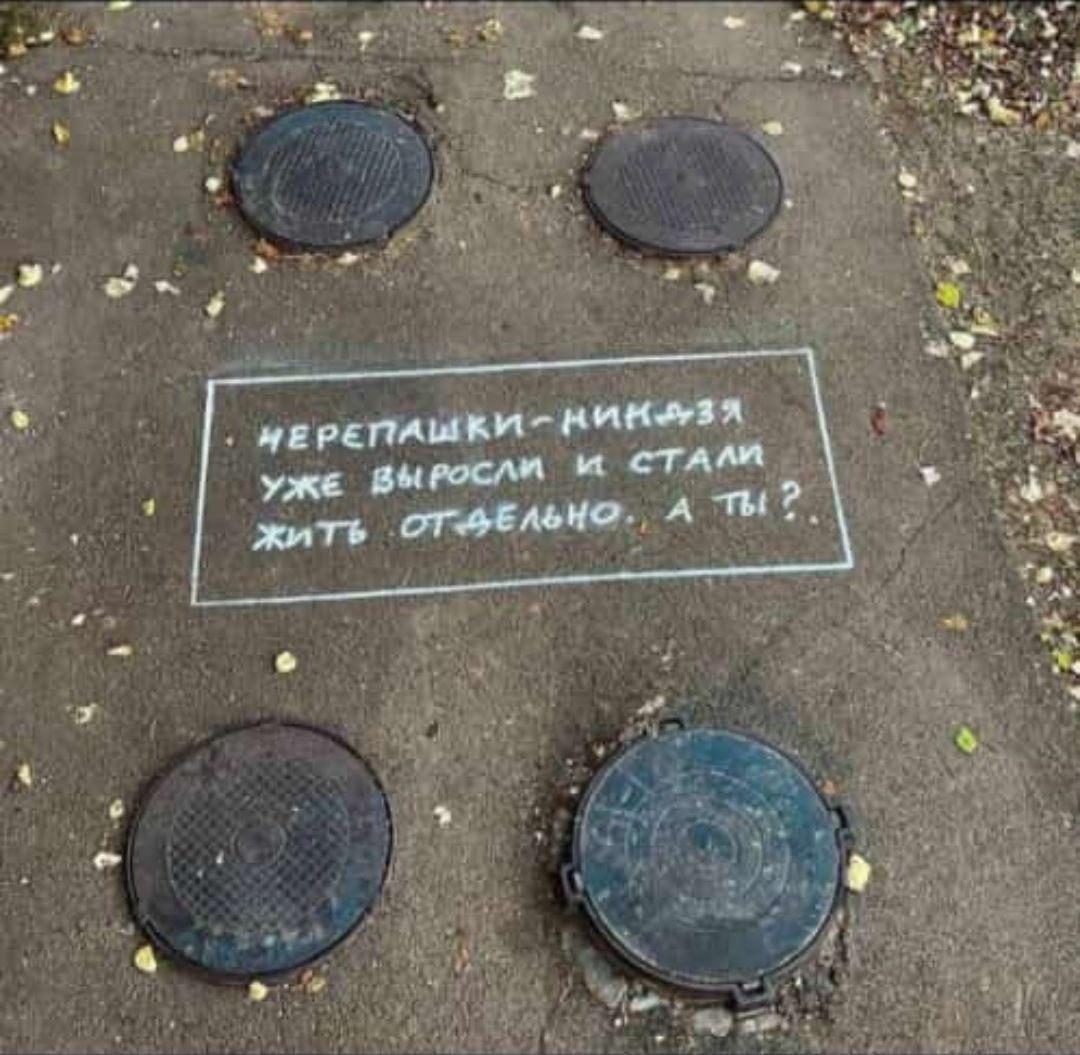 ЧЕРЕПАШКИ-НИНДЗЯ
УЖЕ ВЫРОСЛИ И СТАЛИ
ЖИТЬ ОТДЕЛЬНО. А ТЫ?